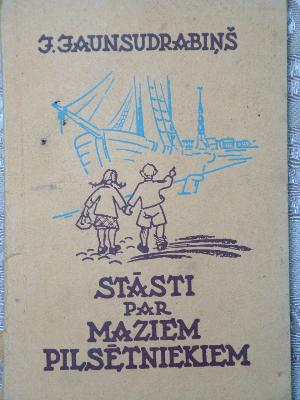 J. JAUNSUDRABIŅŠ
STĀSTI
PAR
MAZIEM
PILSĒTNIEKIEM